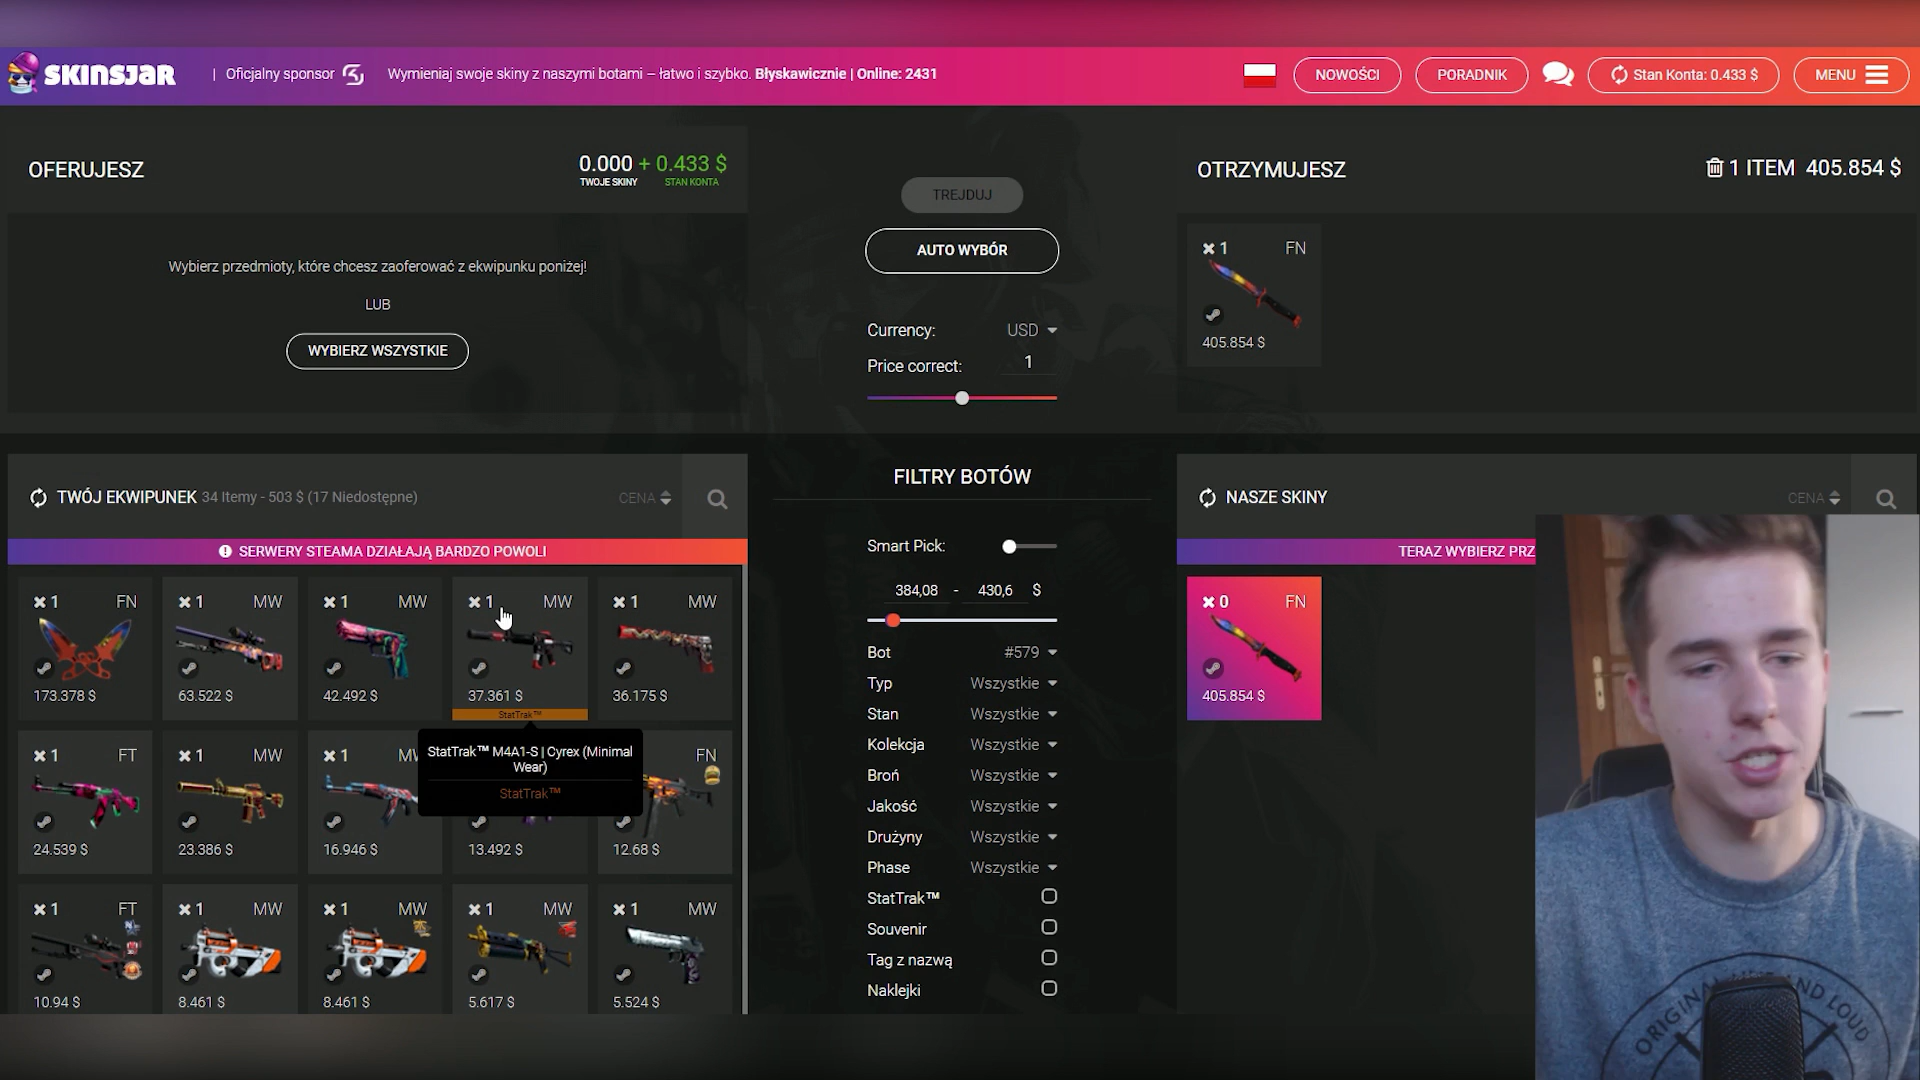 SKINSJAR
| Oficjalny sponsor
Wymieniaj swoje skiny z naszymi botami – łatwo i szybko. Błyskawicznie | Online: 2431
NOWOŚCI
PORADNIK
Stan Konta: 0.433 $
MENU
OFERUJESZ
0.000 + 0.433 $
TWOJE SKINY STAN KONTA
Wybierz przedmioty, które chcesz zaoferować z ekwipunku poniżej!
LUB
WYBIERZ WSZYSTKIE
TREJDUJ
AUTO WYBÓR
Currency: USD
Price correct: 1
OTRZYMUJESZ
1 ITEM 405.854 $
1 FN
405.854 $
TWÓJ EKWIPUNEK 34 Itemy - 503 $ (17 Niedostępne)
CENA
SERWERY STEAMA DZIAŁAJĄ BARDZO POWOLI
1 FN
173.378 $
1 MW
63.522 $
1 MW
42.492 $
1 MW
37.361 $
StatTrak™
1 MW
36.175 $
1 FT
24.539 $
1 MW
23.386 $
1 MW
16.946 $
StatTrak™ M4A1-S | Cyrex (Minimal
Wear)
StatTrak™
13.492 $
FN
12.68 $
1 FT
10.94 $
1 MW
8.461 $
1 MW
8.461 $
1 MW
5.617 $
1 MW
5.524 $
FILTRY BOTÓW
Smart Pick:
384,08 - 430,6 $
Bot #579
Typ Wszystkie
Stan Wszystkie
Kolekcja Wszystkie
Broń Wszystkie
Jakość Wszystkie
Drużyny Wszystkie
Phase Wszystkie
StatTrak™
Souvenir
Tag z nazwą
Naklejki
NASZE SKINY
CENA
TERAZ WYBIERZ PRZ
0 FN
405.854 $
ORIGINAL AND LOUD